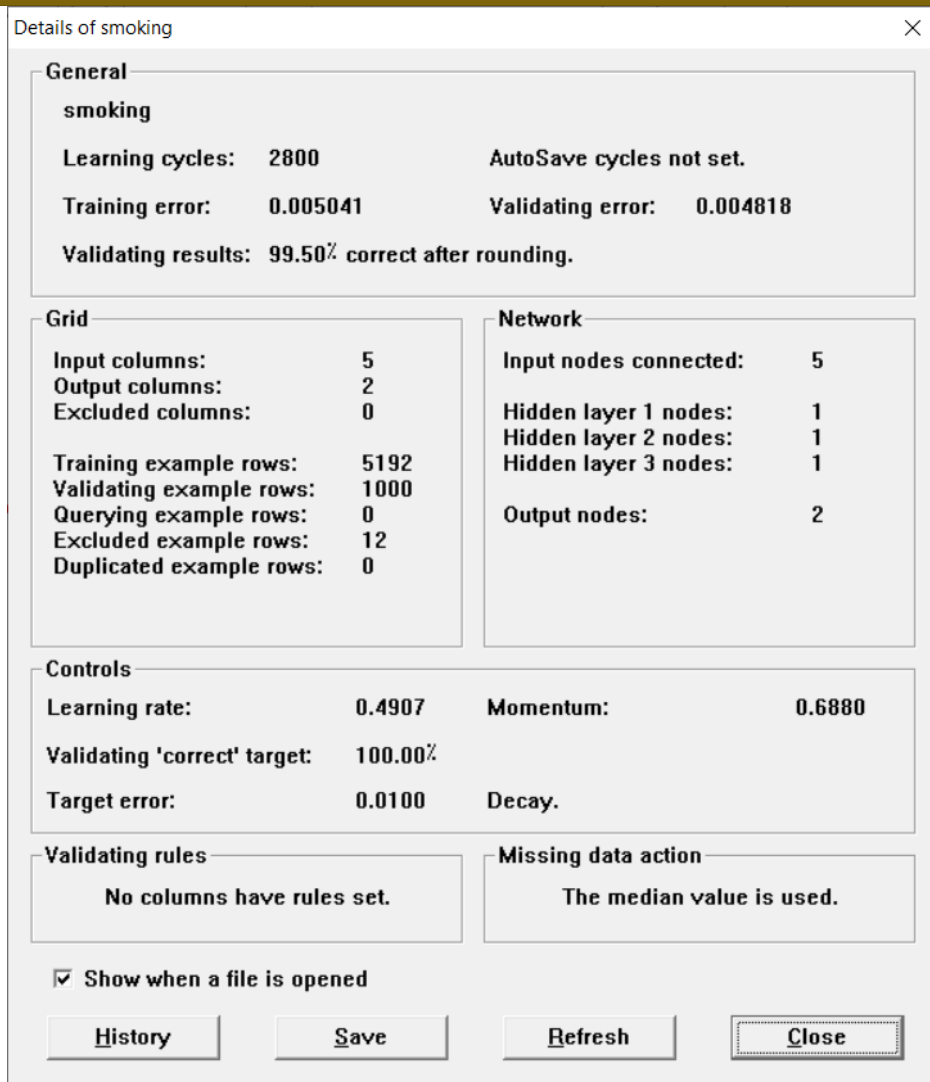 Details of smoking
General
smoking
Learning cycles: 2800 AutoSave cycles not set.
Training error: 0.005041 Validating error: 0.004818
Validating results: 99.50% correct after rounding.
Grid
Input columns: 5
Output columns: 2
Excluded columns: 0
Training example rows: 5192
Validating example rows: 1000
Querying example rows: 0
Excluded example rows: 12
Duplicated example rows: 0
Network
Input nodes connected: 5
Hidden layer 1 nodes: 1
Hidden layer 2 nodes: 1
Hidden layer 3 nodes: 1
Output nodes: 2
Controls
Learning rate: 0.4907 Momentum: 0.6880
Validating 'correct' target: 100.00%
Target error: 0.0100 Decay.
Validating rules
No columns have rules set.
Missing data action
The median value is used.
Show when a file is opened
History Save Refresh Close